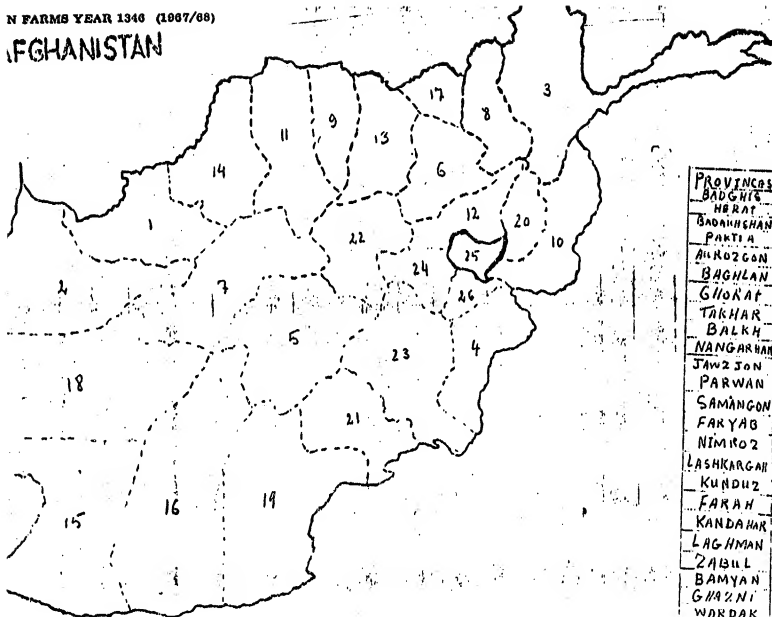 N FARMS YEAR 1346 (1967/68)
AFGHANISTAN
17
3
8
9
11
13
14
6
12
20
1
22
10
25
24
2
7
26
5
4
23
18
21
16
19
15
PROVINCES
BADGHIS
HERAT
BADAKHSHAN
PAKTIA
AUROZGON
BAGHLAN
GHORAT
TAKHAR
BALKH
NANGARHAR
JAWZJON
PARWAN
SAMANGON
FARYAB
NIMROZ
LASHKARGAH
KUNDUZ
FARAH
KANDAHAR
LAGHMAN
ZABUL
BAMYAN
GHAZNI
WARDAK